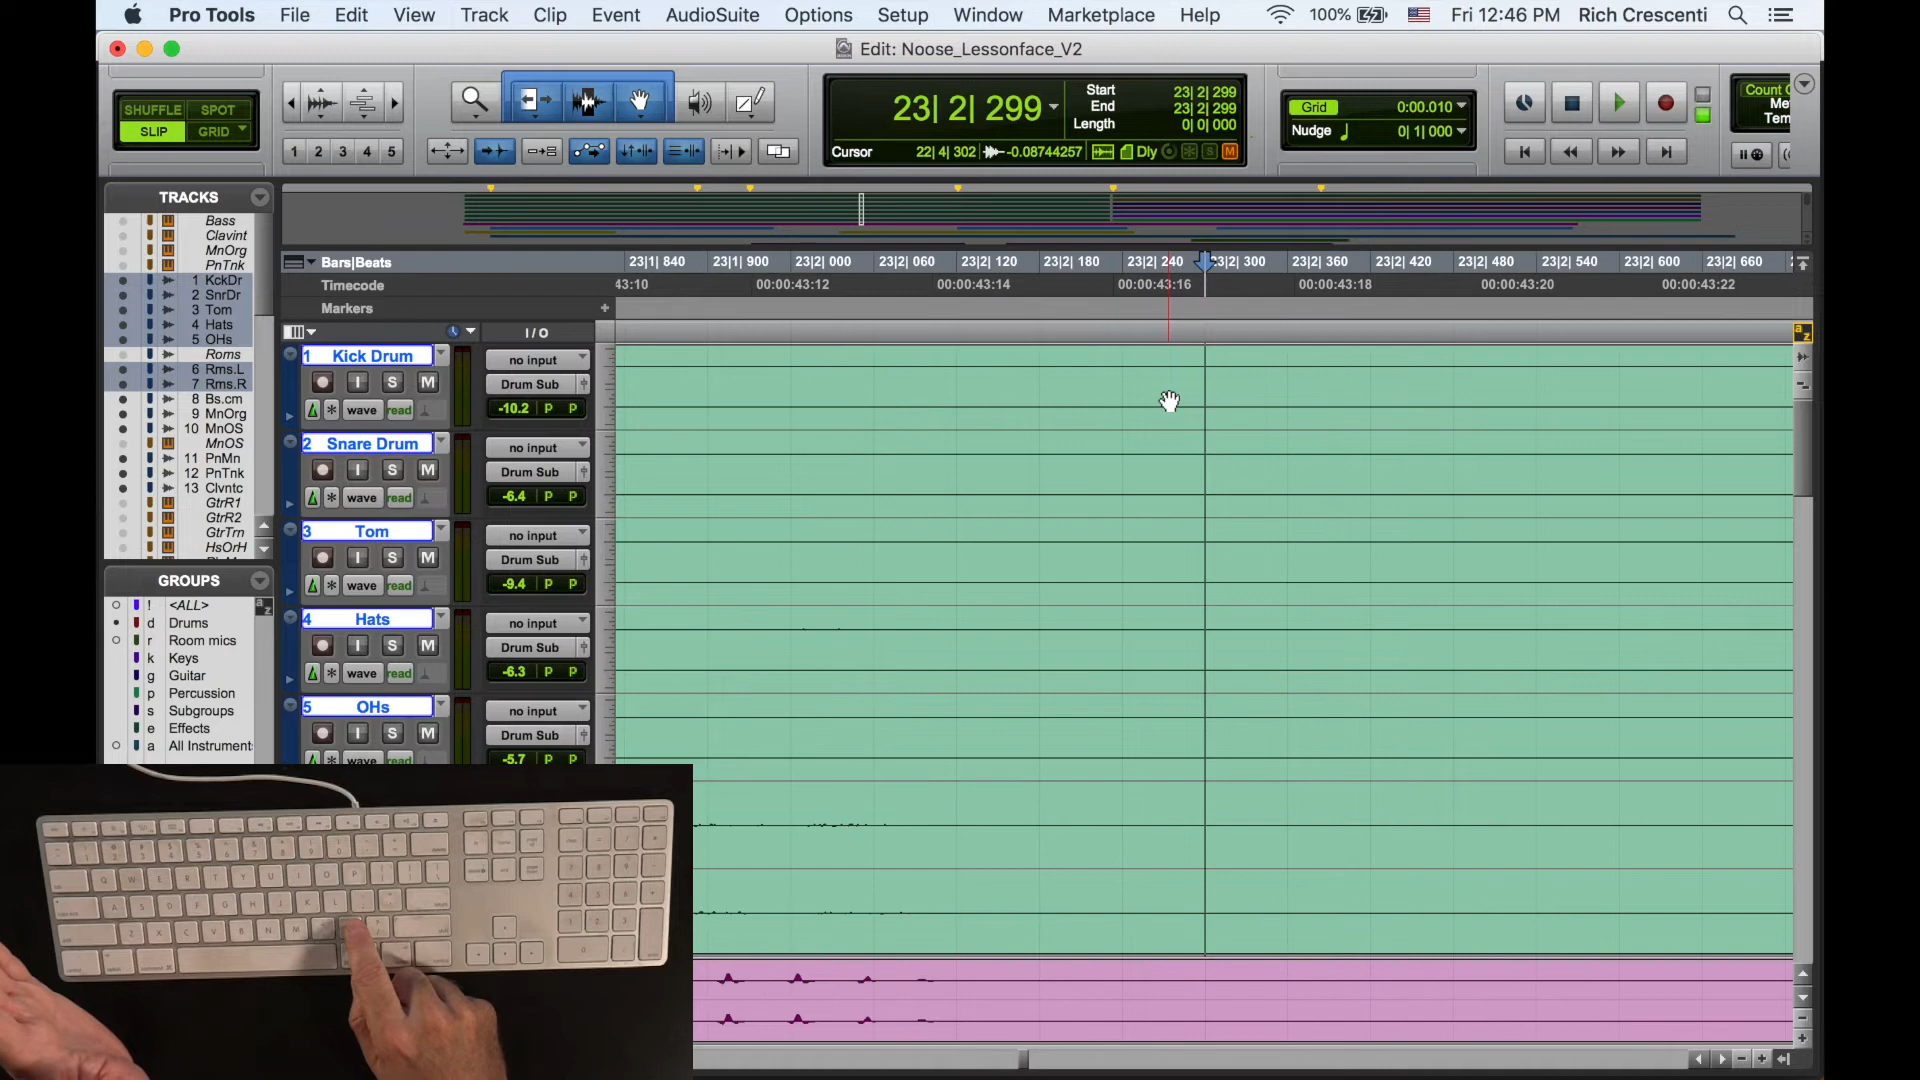 Pro Tools File Edit View Track Clip Event AudioSuite Options Setup Window Marketplace Help 100% Fri 12:46 PM Rich Crescenti
Edit: Noose_Lessonface_V2
SHUFFLE SPOT
SLIP GRID
1 2 3 4 5
23| 2| 299
Start 23| 2| 299
End 23| 2| 299
Length 0| 0| 000
Cursor 22| 4| 302 -0.08744257 Dly S M
Grid 0:00.010
Nudge 0| 1| 000
Count
Me
Tem
TRACKS
Bass
Clavint
MnOrg
PnTnk
1 KckDr
2 SnrDr
3 Tom
4 Hats
5 OHs
Roms
6 Rms.L
7 Rms.R
8 Bs.cm
9 MnOrg
10 MnOS
MnOS
11 PnMn
12 PnTnk
13 Clvntc
GtrR1
GtrR2
GtrTrn
HsOrH
GROUPS
! <ALL>
d Drums
r Room mics
k Keys
g Guitar
p Percussion
s Subgroups
e Effects
a All Instrument
a z
Bars|Beats 23|1| 840 23|1| 900 23|2| 000 23|2| 060 23|2| 120 23|2| 180 23|2| 240 23|2| 300 23|2| 360 23|2| 420 23|2| 480 23|2| 540 23|2| 600 23|2| 660
Timecode 43:10 00:00:43:12 00:00:43:14 00:00:43:16 00:00:43:18 00:00:43:20 00:00:43:22
Markers
I / O
a z
1 Kick Drum no input
I S M Drum Sub
wave read -10.2 P P
2 Snare Drum no input
I S M Drum Sub
wave read -6.4 P P
3 Tom no input
I S M Drum Sub
wave read -9.4 P P
4 Hats no input
I S M Drum Sub
wave read -6.3 P P
5 OHs no input
I S M Drum Sub
wave read -5.7 P P